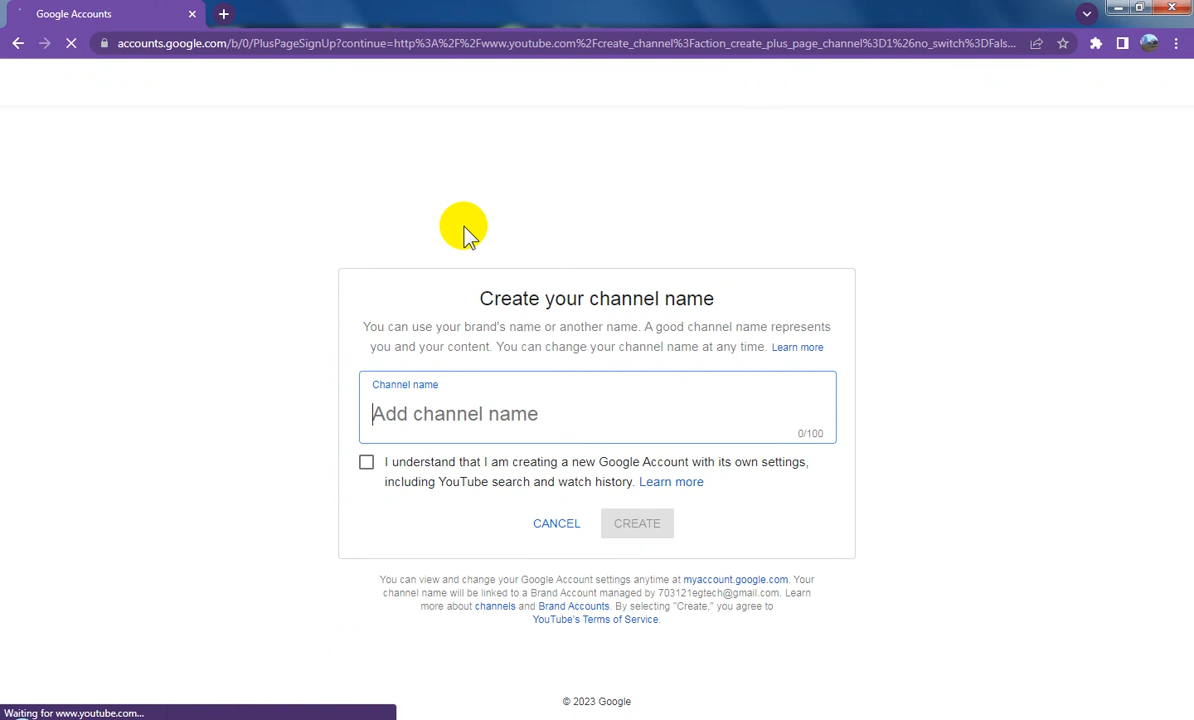 Google Accounts
accounts.google.com/b/0/PlusPageSignUp?continue=http%3A%2F%2Fwww.youtube.com%2Fcreate_channel%3Faction_create_plus_page_channel%3D1%26no_switch%3DFals...
Create your channel name
You can use your brand's name or another name. A good channel name represents
you and your content. You can change your channel name at any time. Learn more
Channel name
Add channel name
0/100
I understand that I am creating a new Google Account with its own settings,
including YouTube search and watch history. Learn more
CANCEL CREATE
You can view and change your Google Account settings anytime at myaccount.google.com. Your
channel name will be linked to a Brand Account managed by 703121egtech@gmail.com. Learn
more about channels and Brand Accounts. By selecting "Create," you agree to
YouTube's Terms of Service.
© 2023 Google
Waiting for www.youtube.com...